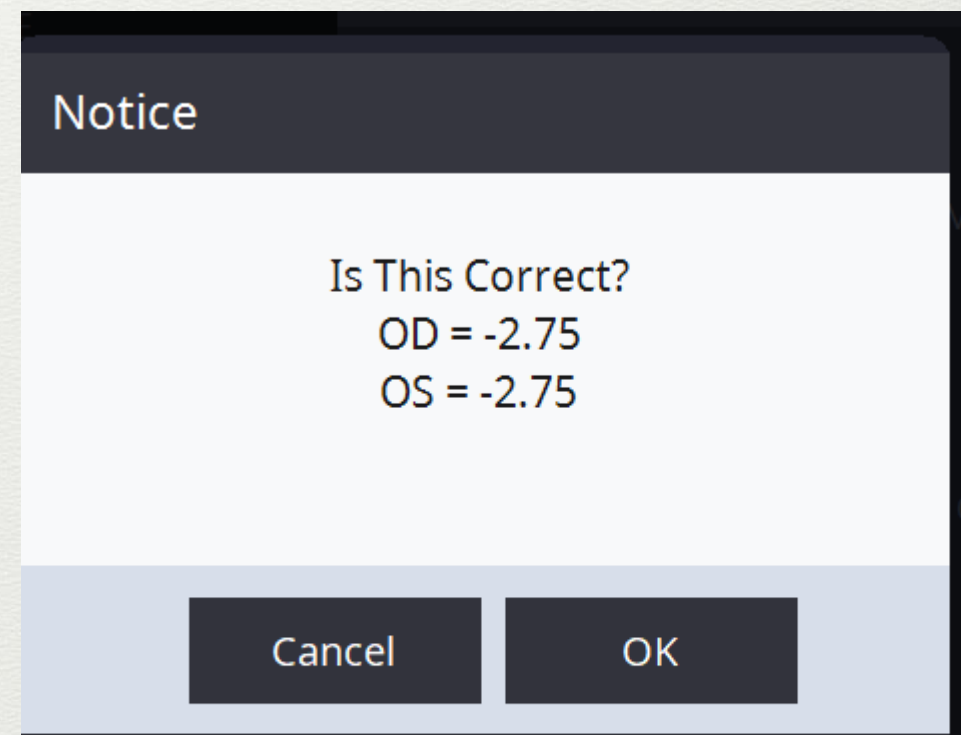 Notice
Is This Correct?
OD = -2.75
OS = -2.75
Cancel OK